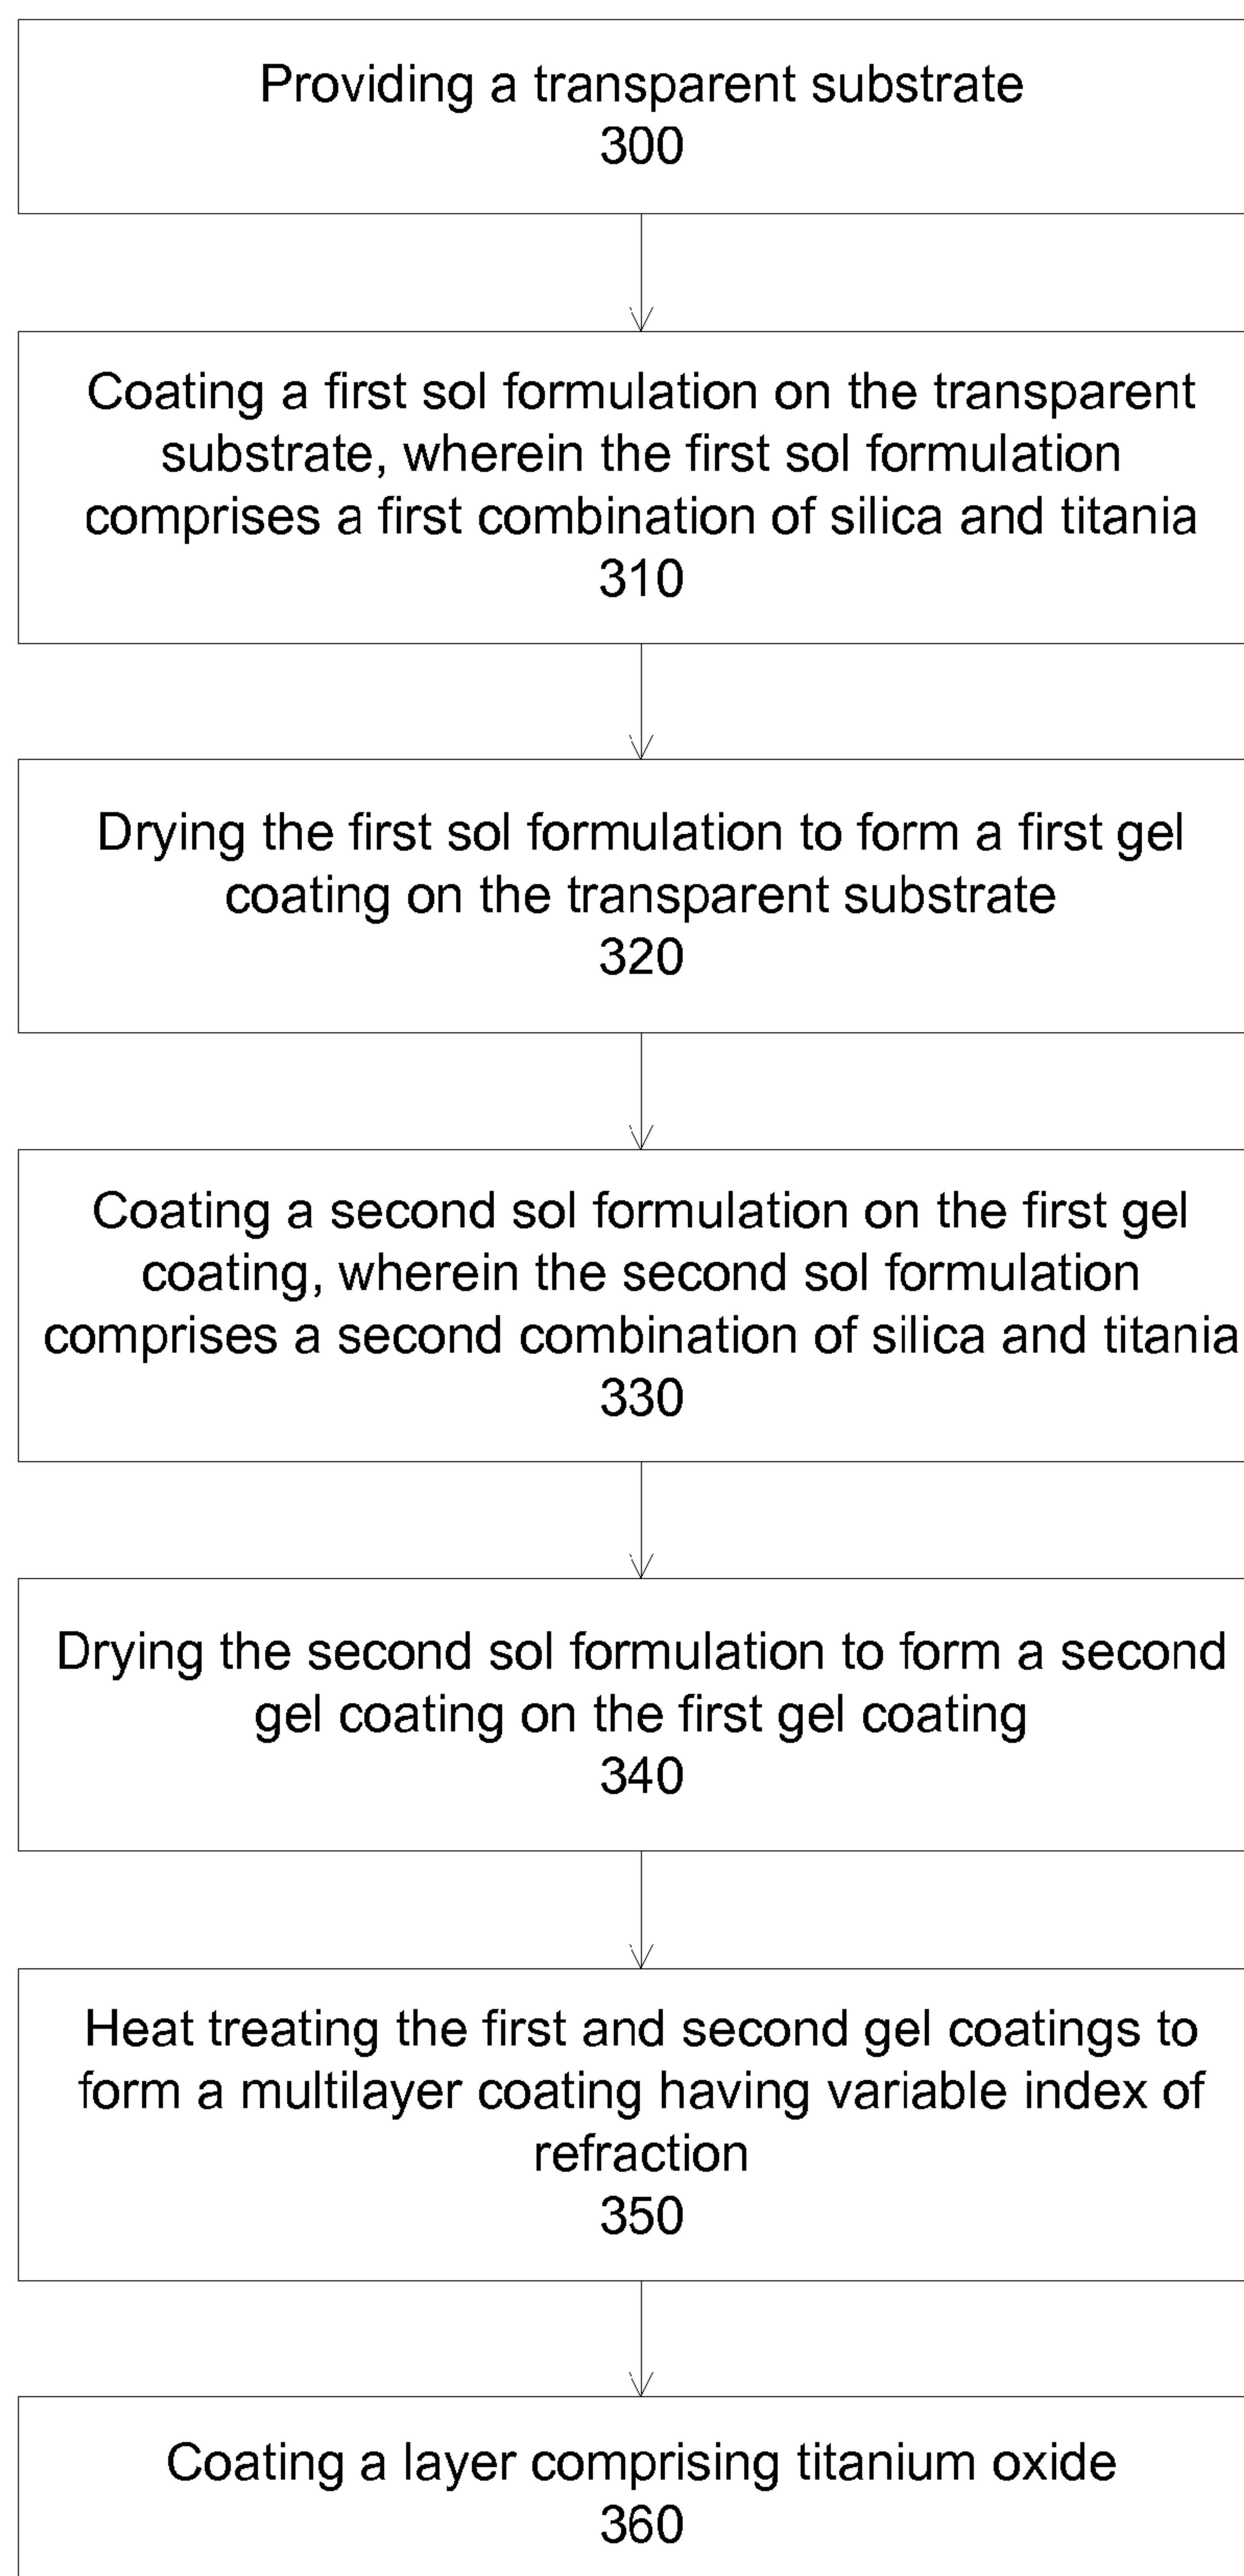 Providing a transparent substrate
300
Coating a first sol formulation on the transparent
substrate, wherein the first sol formulation
comprises a first combination of silica and titania
310
Drying the first sol formulation to form a first gel
coating on the transparent substrate
320
Coating a second sol formulation on the first gel
coating, wherein the second sol formulation
comprises a second combination of silica and titania
330
Drying the second sol formulation to form a second
gel coating on the first gel coating
340
Heat treating the first and second gel coatings to
form a multilayer coating having variable index of
refraction
350
Coating a layer comprising titanium oxide
360